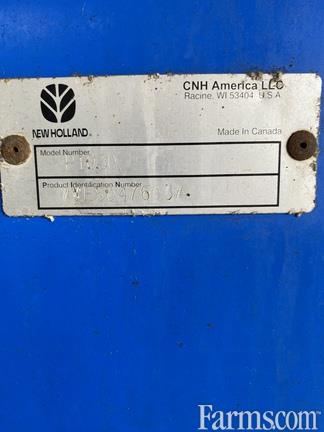 CNH America LLC
Racine, WI 53404 U.S.A.
NEW HOLLAND®
Made in Canada
Model Number
Product Identification Number
Farms.com®